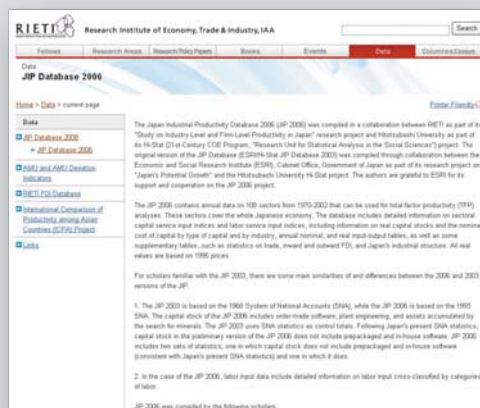 RIETI Research Institute of Economy, Trade & Industry, IAA
Search
Fellows Research Areas Research/Policy Papers Books Events Data Columns/Essays
Data
JIP Database 2006
Home > Data > current page
Printer Friendly
Data
JIP Database 2006
JIP Database 2006
AMU and AMU Deviation
Indicators
RIETI FDI Database
International Comparison of
Productivity among Asian
Countries (ICPA) Project
Links
The Japan Industrial Productivity Database 2006 (JIP 2006) was compiled in a collaboration between RIETI as part of its
"Study on Industry-Level and Firm-Level Productivity in Japan" research project and Hitotsubashi University as part of
its Hi-Stat (21st-Century COE Program, "Research Unit for Statistical Analysis in the Social Sciences") project. The
original version of the JIP Database (ESRI/Hi-Stat JIP Database 2003) was compiled through collaboration between the
Economic and Social Research Institute (ESRI), Cabinet Office, Government of Japan as part of its research project on
"Japan's Potential Growth" and the Hitotsubashi University Hi-Stat project. The authors are grateful to ESRI for its
support and cooperation on the JIP 2006 project.
The JIP 2006 contains annual data on 108 sectors from 1970-2002 that can be used for total factor productivity (TFP)
analyses. These sectors cover the whole Japanese economy. The database includes detailed information on sectoral
capital service input indices and labor service input indices, including information on real capital stocks and the nominal
cost of capital by type of capital and by industry, annual nominal, and real input-output tables, as well as some
supplementary tables, such as statistics on trade, inward and outward FDI, and Japan's industrial structure. All real
values are based on 1995 prices.
For scholars familiar with the JIP 2003, there are some main similarities of and differences between the 2006 and 2003
versions of the JIP.
1. The JIP 2003 is based on the 1968 System of National Accounts (SNA), while the JIP 2006 is based on the 1993
SNA. The capital stock of the JIP 2006 includes order-made software, plant engineering, and assets accumulated by
the search for minerals. The JIP 2003 uses SNA statistics as control totals. Following Japan's present SNA statistics,
capital stock in the preliminary version of the JIP 2006 does not include prepackaged and in-house software. JIP 2006
includes two sets of statistics, one in which capital stock does not include prepackaged and in-house software
(consistent with Japan's present SNA statistics) and one in which it does.
2. In the case of the JIP 2006, labor input data include detailed information on labor input cross-classified by categories
of labor.
JIP 2006 was compiled by the following scholars: